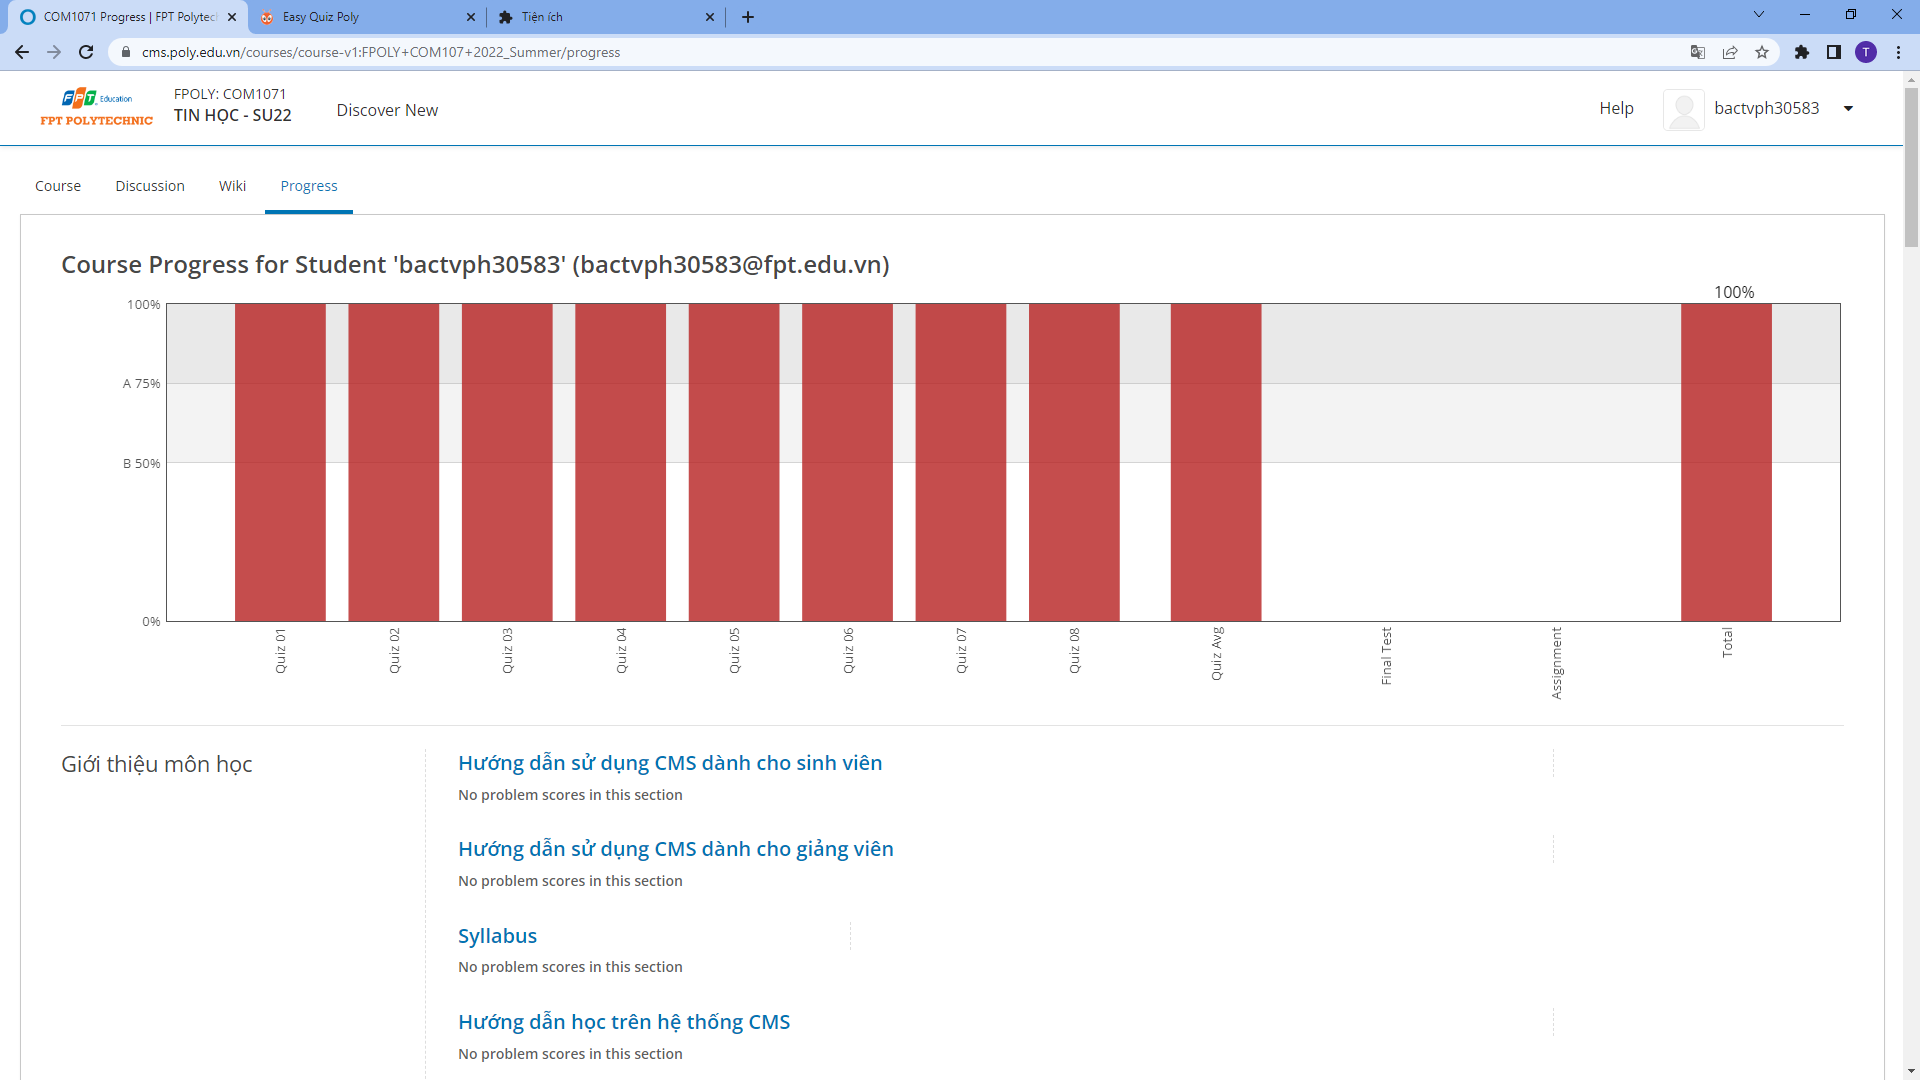 COM1071 Progress | FPT Polytec
Easy Quiz Poly
Tiện ích
cms.poly.edu.vn/courses/course-v1:FPOLY+COM107+2022_Summer/progress
T
FPT Education
FPT POLYTECHNIC
FPOLY: COM1071
TIN HỌC - SU22
Discover New
Help
bactvph30583
Course
Discussion
Wiki
Progress
Course Progress for Student 'bactvph30583' (bactvph30583@fpt.edu.vn)
100%
100%
A 75%
B 50%
0%
Quiz 01
Quiz 02
Quiz 03
Quiz 04
Quiz 05
Quiz 06
Quiz 07
Quiz 08
Quiz Avg
Final Test
Assignment
Total
Giới thiệu môn học
Hướng dẫn sử dụng CMS dành cho sinh viên
No problem scores in this section
Hướng dẫn sử dụng CMS dành cho giảng viên
No problem scores in this section
Syllabus
No problem scores in this section
Hướng dẫn học trên hệ thống CMS
No problem scores in this section